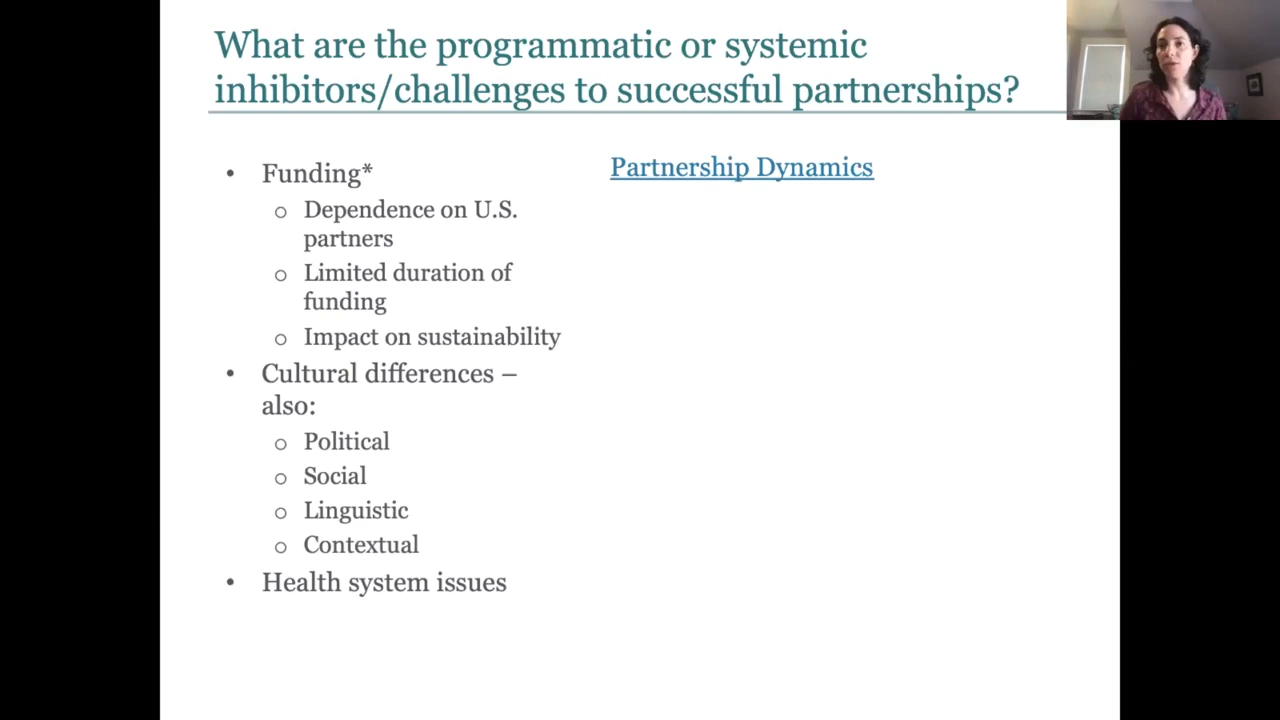 What are the programmatic or systemic
inhibitors/challenges to successful partnerships?
• Funding*
o Dependence on U.S.
partners
o Limited duration of
funding
o Impact on sustainability
• Cultural differences –
also:
o Political
o Social
o Linguistic
o Contextual
• Health system issues
Partnership Dynamics